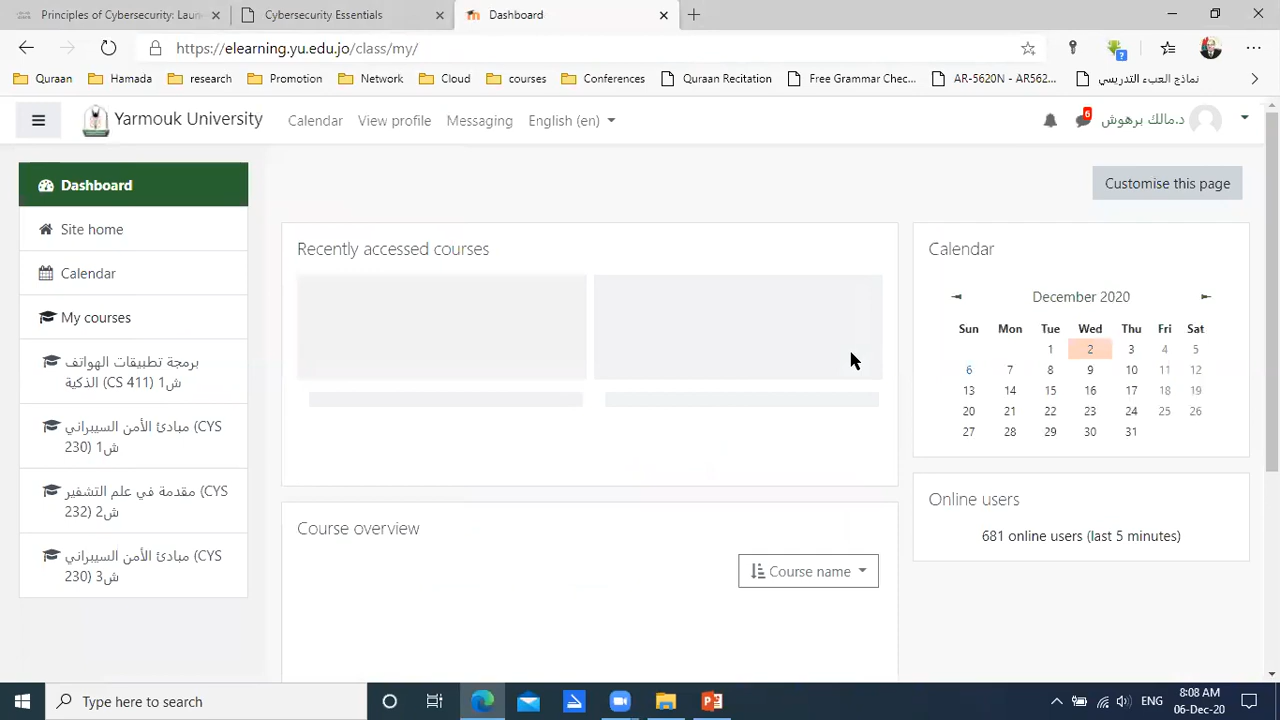 Principles of Cybersecurity: Laun
Cybersecurity Essentials
Dashboard
https://elearning.yu.edu.jo/class/my/
Quraan
Hamada
research
Promotion
Network
Cloud
courses
Conferences
Quraan Recitation
Free Grammar Chec...
AR-5620N - AR562...
نماذج العبء التدريسي
Yarmouk University
Calendar
View profile
Messaging
English (en)
6
د.مالك برهوش
Dashboard
Customise this page
Site home
Calendar
My courses
برمجة تطبيقات الهواتف
الذكية (CS 411) ش1
مبادئ الأمن السيبراني (CYS
230) ش1
مقدمة في علم التشفير (CYS
232) ش2
مبادئ الأمن السيبراني (CYS
230) ش3
Recently accessed courses
Course overview
Course name
Calendar
◄ December 2020 ►
Sun Mon Tue Wed Thu Fri Sat
1 2 3 4 5
6 7 8 9 10 11 12
13 14 15 16 17 18 19
20 21 22 23 24 25 26
27 28 29 30 31
Online users
681 online users (last 5 minutes)
Type here to search
ENG
8:08 AM
06-Dec-20